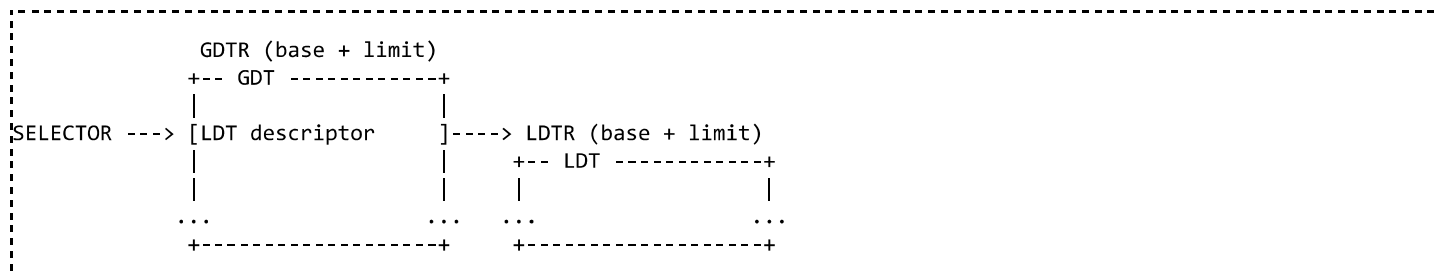 GDTR (base + limit)
+-- GDT ------------+
|                   |
SELECTOR ---> [LDT descriptor     ]----> LDTR (base + limit)
|                   |     +-- LDT ------------+
|                   |     |                   |
...                 ...   ...                 ...
+-------------------+     +-------------------+